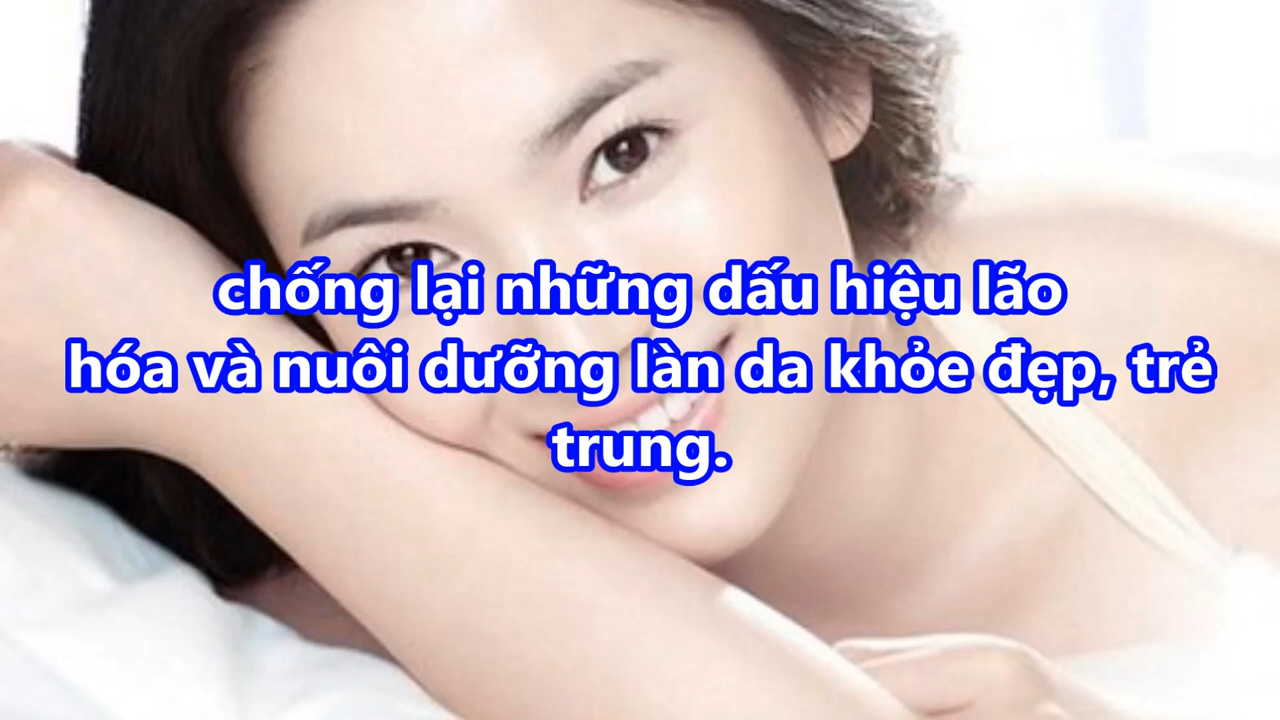 chống lại những dấu hiệu lão
hóa và nuôi dưỡng làn da khỏe đẹp, trẻ
trung.